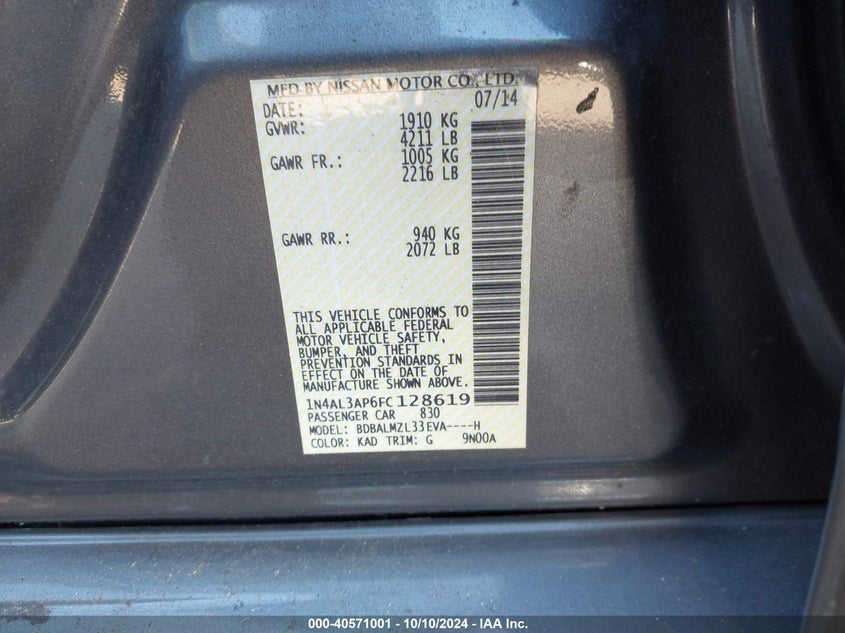 MFD-BY NISSAN MOTOR CO., LTD.
DATE: 07/14
GVWR: 1910 KG
4211 LB
GAWR FR.: 1005 KG
2216 LB
GAWR RR.: 940 KG
2072 LB
THIS VEHICLE CONFORMS TO
ALL APPLICABLE FEDERAL
MOTOR VEHICLE SAFETY,
BUMPER, AND THEFT
PREVENTION STANDARDS IN
EFFECT ON THE DATE OF
MANUFACTURE SHOWN ABOVE.
1N4AL3AP6FC128619
PASSENGER CAR 830
MODEL: BDBALMZL33EVA----H
COLOR: KAD TRIM: G 9N00A
000-40571001 - 10/10/2024 - IAA Inc.